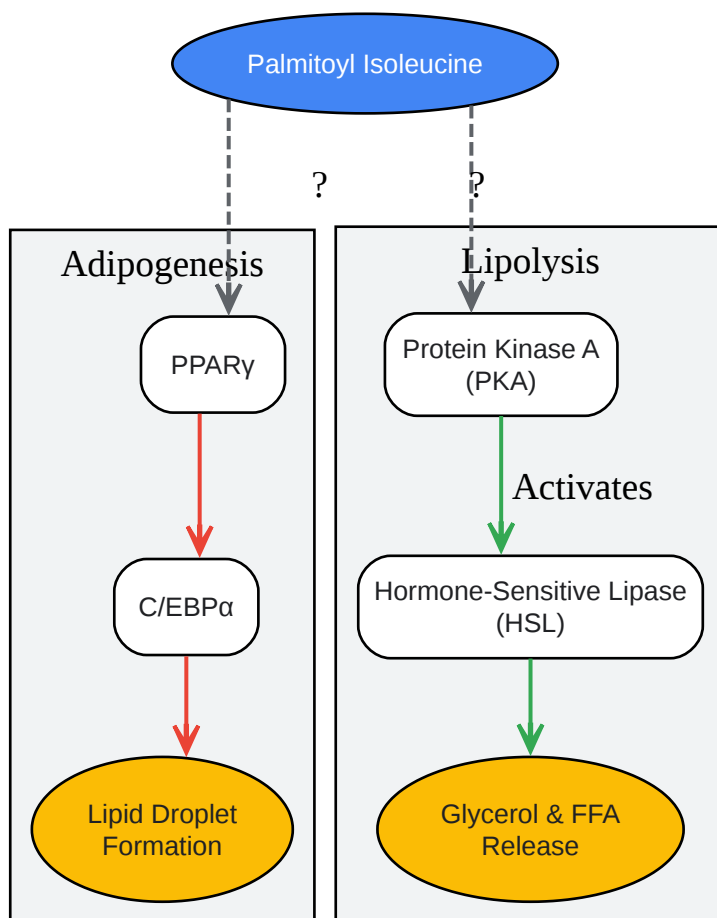 Palmitoyl Isoleucine
?
?
Adipogenesis
PPARγ
C/EBPα
Lipid Droplet
Formation
Lipolysis
Protein Kinase A
(PKA)
Activates
Hormone-Sensitive Lipase
(HSL)
Glycerol & FFA
Release